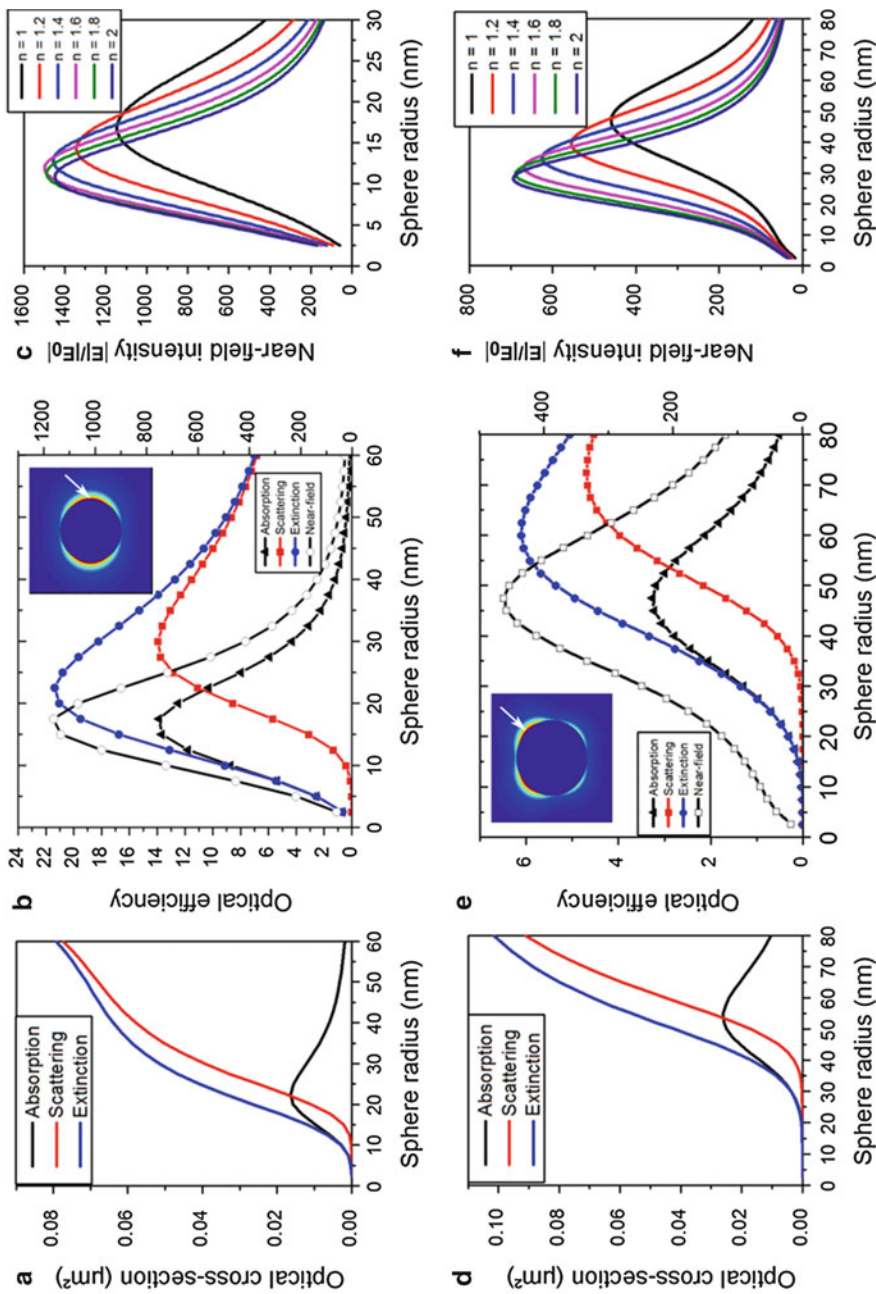 a
Optical cross-section (μm²)
0.08
0.06
0.04
0.02
0.00
Absorption
Scattering
Extinction
0 10 20 30 40 50 60
Sphere radius (nm)
b
Optical efficiency
24
22
20
18
16
14
12
10
8
6
4
2
0
1200
1000
800
600
400
200
0
Absorption
Scattering
Extinction
Near-field
0 10 20 30 40 50 60
Sphere radius (nm)
c
Near-field intensity |E|/|E₀|
1600
1400
1200
1000
800
600
400
200
0
n = 1
n = 1.2
n = 1.4
n = 1.6
n = 1.8
n = 2
0 5 10 15 20 25 30
Sphere radius (nm)
d
Optical cross-section (μm²)
0.10
0.08
0.06
0.04
0.02
0.00
Absorption
Scattering
Extinction
0 10 20 30 40 50 60 70 80
Sphere radius (nm)
e
Optical efficiency
6
4
2
0
400
200
0
Absorption
Scattering
Extinction
Near-field
0 10 20 30 40 50 60 70 80
Sphere radius (nm)
f
Near-field intensity |E|/|E₀|
800
600
400
200
0
n = 1
n = 1.2
n = 1.4
n = 1.6
n = 1.8
n = 2
0 10 20 30 40 50 60 70 80
Sphere radius (nm)